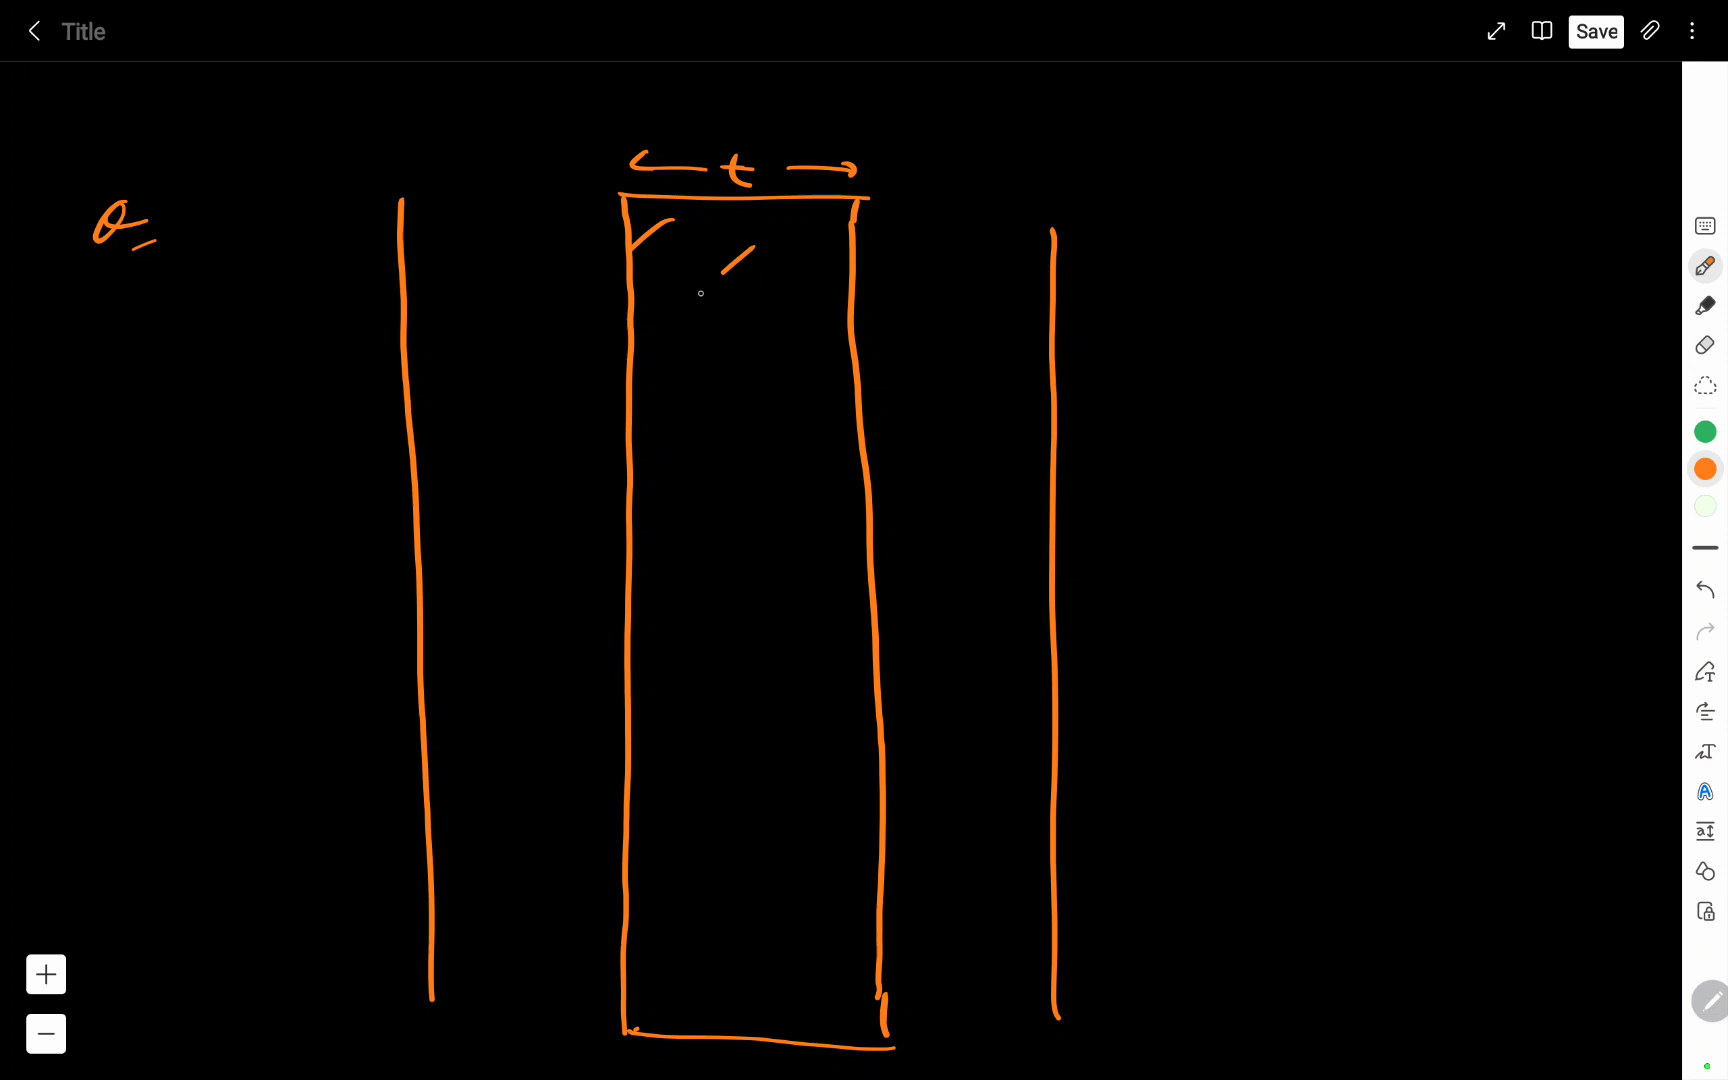 Title
Save
← t →
Q